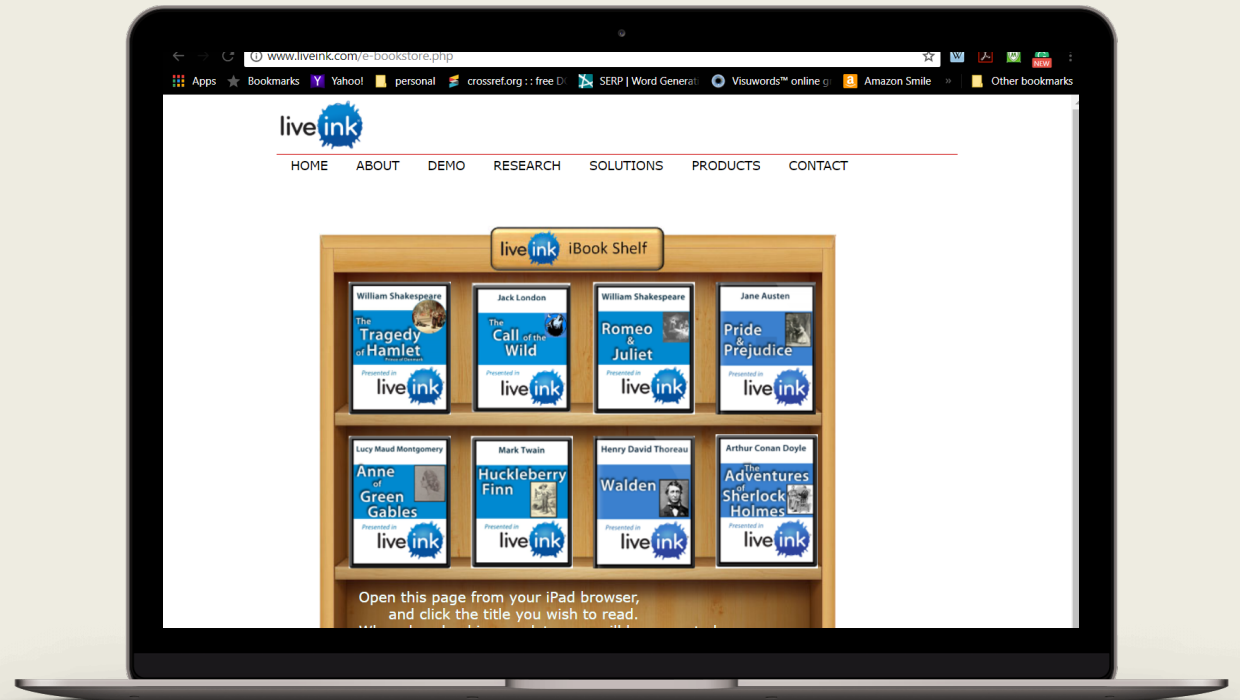 www.liveink.com/e-bookstore.php
Apps Bookmarks Yahoo! personal crossref.org : : free SERP | Word Generat Visuwords™ online Amazon Smile » Other bookmarks
NEW
live ink
HOME ABOUT DEMO RESEARCH SOLUTIONS PRODUCTS CONTACT
live ink iBook Shelf
William Shakespeare
The
Tragedy
of Hamlet
Prince of Denmark
Presented in
live ink
Jack London
The
Call of the
Wild
Presented in
live ink
William Shakespeare
Romeo
&
Juliet
Presented in
live ink
Jane Austen
Pride
&
Prejudice
Presented in
live ink
Lucy Maud Montgomery
Anne
of
Green
Gables
Presented in
live ink
Mark Twain
Huckleberry
Finn
Presented in
live ink
Henry David Thoreau
Walden
Presented in
live ink
Arthur Conan Doyle
The
Adventures
of
Sherlock
Holmes
Presented in
live ink
Open this page from your iPad browser,
and click the title you wish to read.